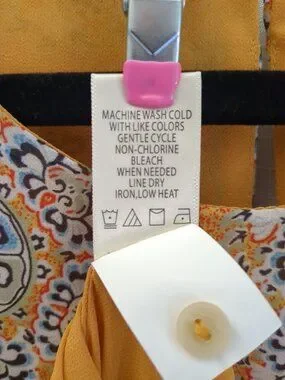 MACHINE WASH COLD
WITH LIKE COLORS
GENTLE CYCLE
NON-CHLORINE
BLEACH
WHEN NEEDED
LINE DRY
IRON,LOW HEAT